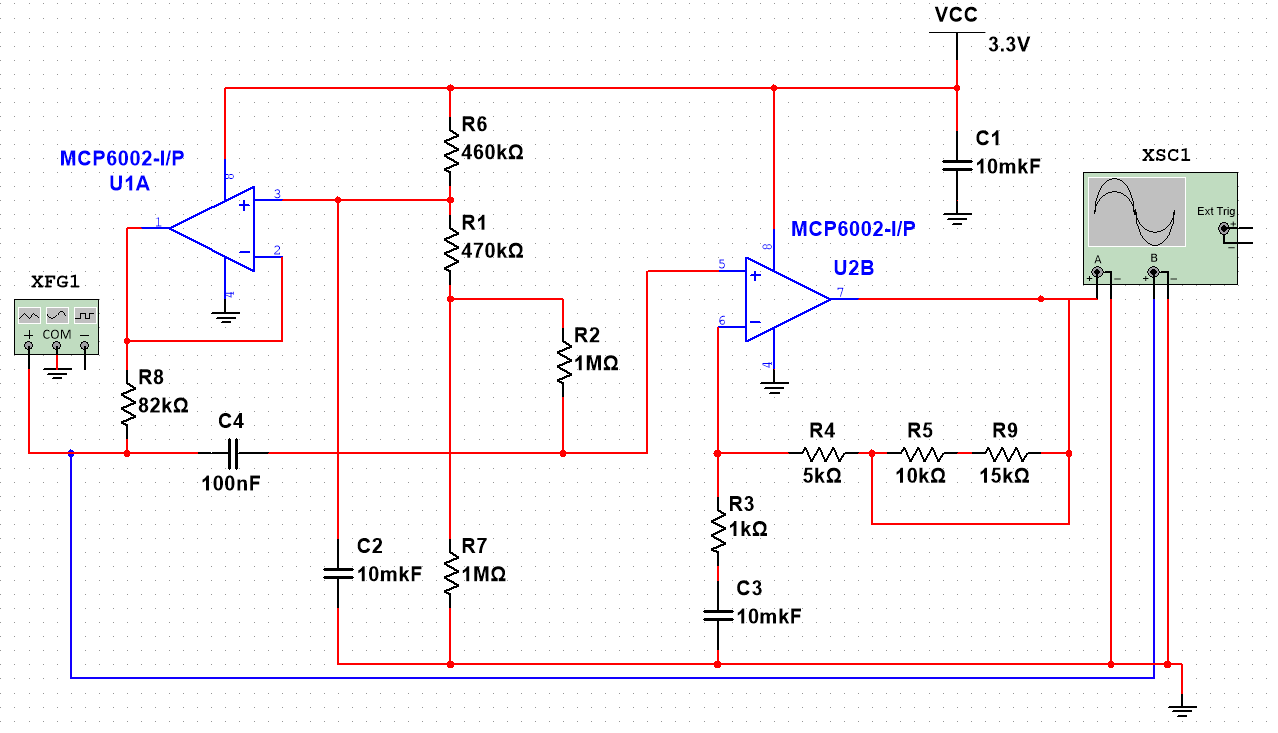 VCC
3.3V
R6
460kΩ
MCP6002-I/P
U1A
8
3
1
2
4
R1
470kΩ
C1
10mkF
XSC1
Ext Trig
+
−
A
B
+ − + −
MCP6002-I/P
U2B
8
5
7
6
4
XFG1
+ COM −
R2
1MΩ
R8
82kΩ
C4
100nF
R4
5kΩ
R5
10kΩ
R9
15kΩ
R3
1kΩ
C2
10mkF
R7
1MΩ
C3
10mkF